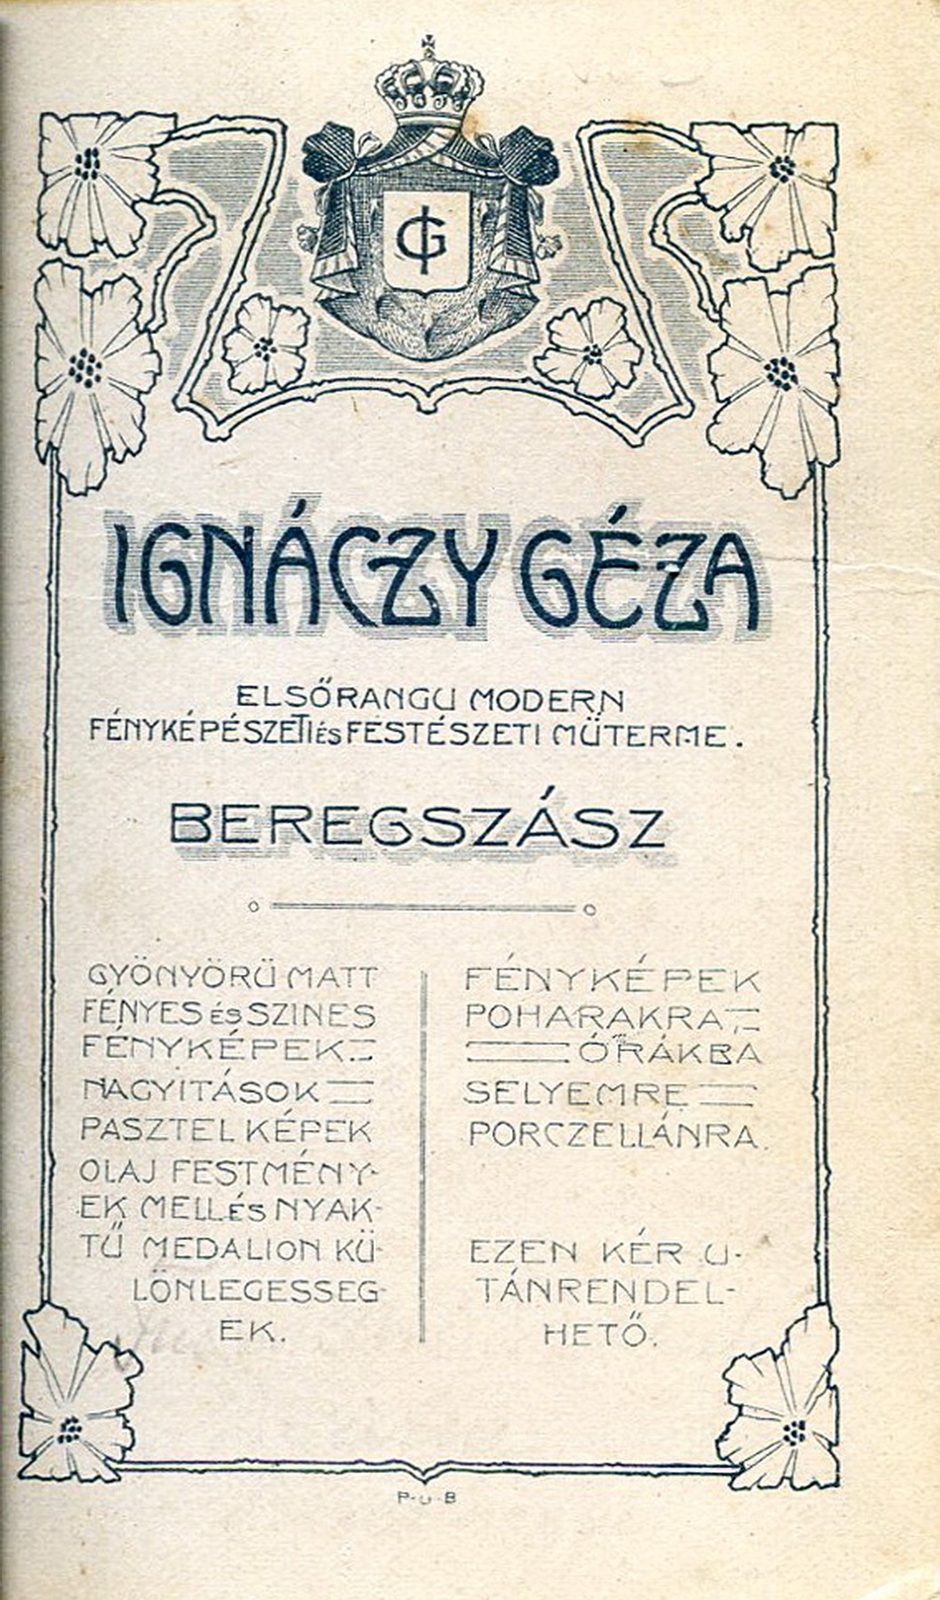 IG
IGNÁCZY GÉZA
ELSŐRANGU MODERN
FÉNYKÉPÉSZETI és FESTÉSZETI MŰTERME.
BEREGSZÁSZ
GYÖNYÖRŰ MATT
FÉNYES és SZINES
FÉNYKÉPEK
NAGYITÁSOK
PASZTEL KÉPEK
OLAJ FESTMÉNY-
EK MELL és NYAK-
TŰ MEDALION KÜ-
LÖNLEGESSEG-
EK.
FÉNYKÉPEK
POHARAKRA
ÓRÁKBA
SELYEMRE
PORCZELLÁNRA.
EZEN KÉP U-
TÁNRENDEL-
HETŐ.
P-U-B